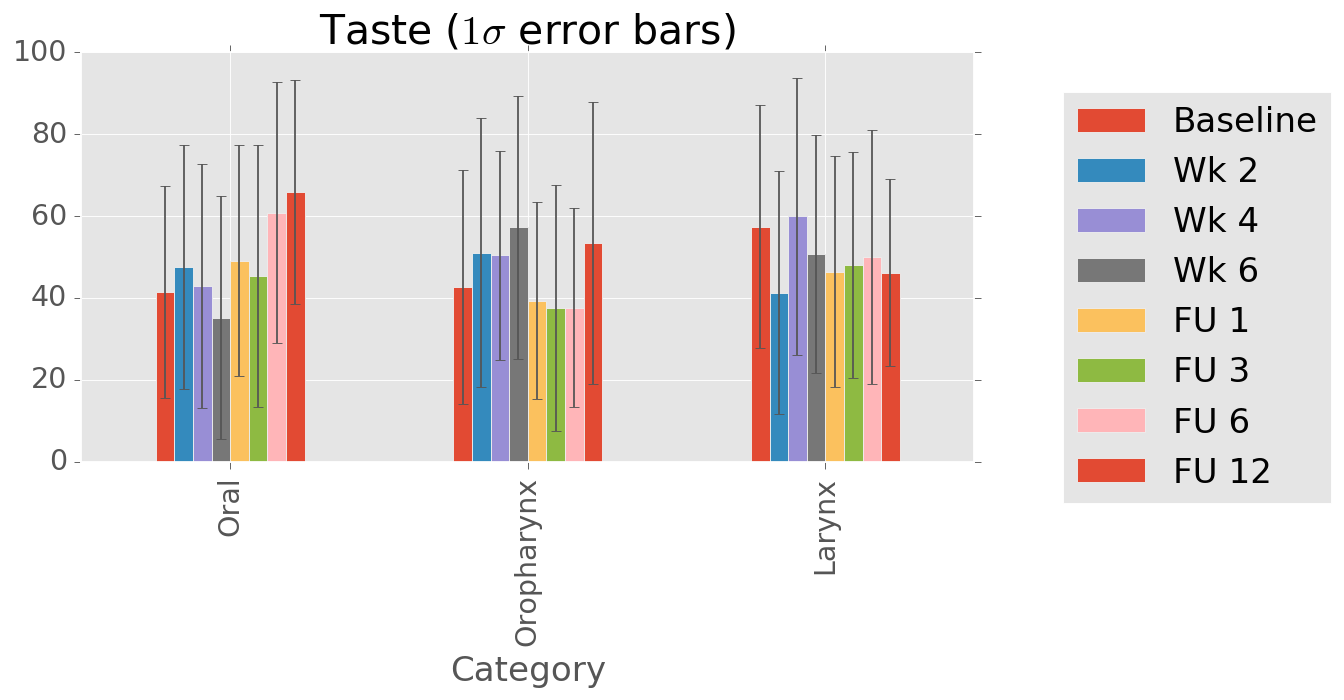 Taste (1σ error bars)
100
80
60
40
20
0
Oral
Oropharynx
Larynx
Category
Baseline
Wk 2
Wk 4
Wk 6
FU 1
FU 3
FU 6
FU 12